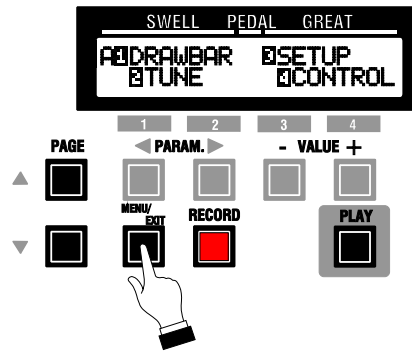 SWELL PEDAL GREAT
A1DRAWBAR 3SETUP
2TUNE 4CONTROL
1 2 3 4
PAGE ◀ PARAM. ▶ - VALUE +
MENU/
EXIT RECORD PLAY